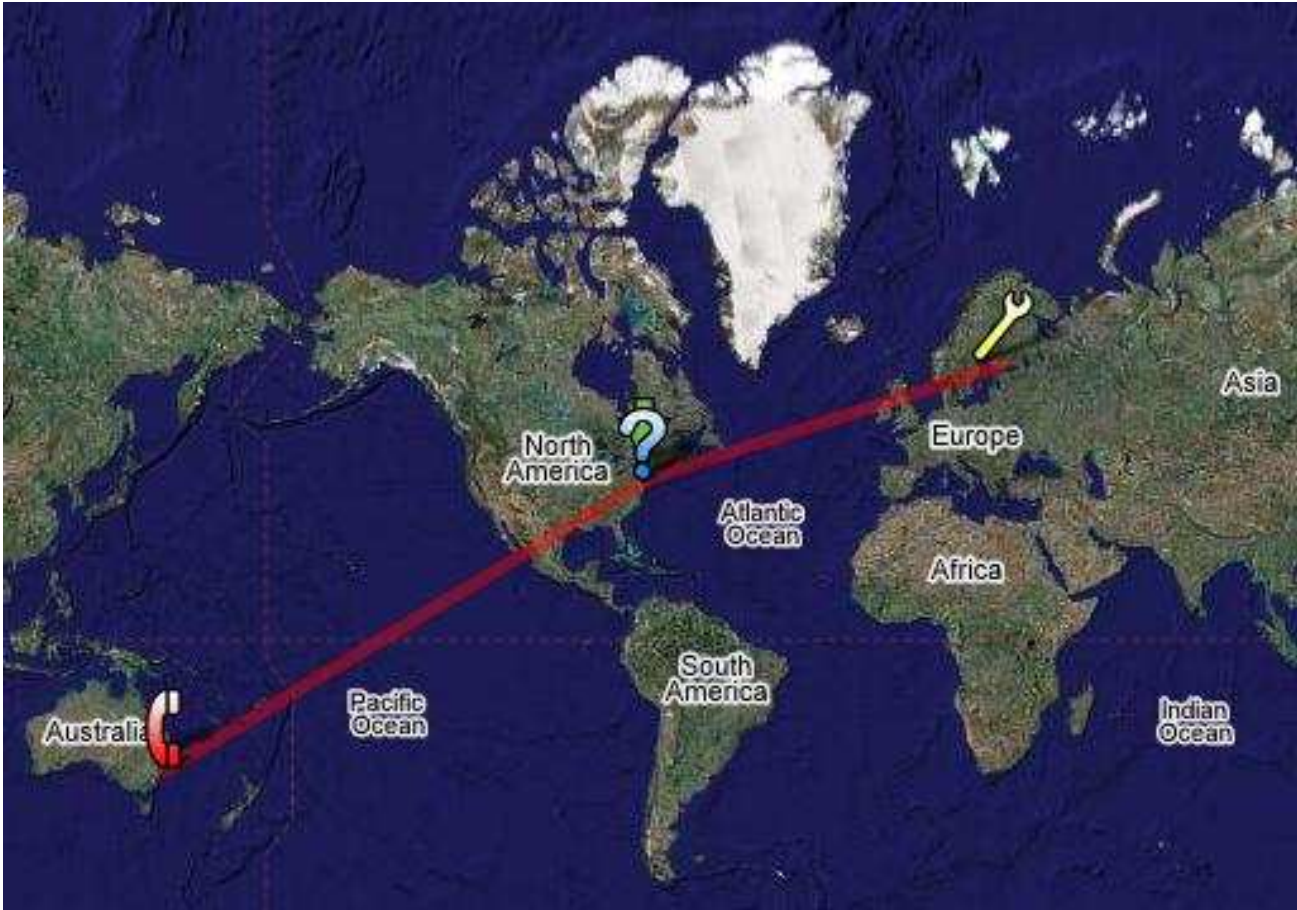 Asia
North
America
Europe
Atlantic
Ocean
Africa
South
America
Pacific
Ocean
Australia
Indian
Ocean
?